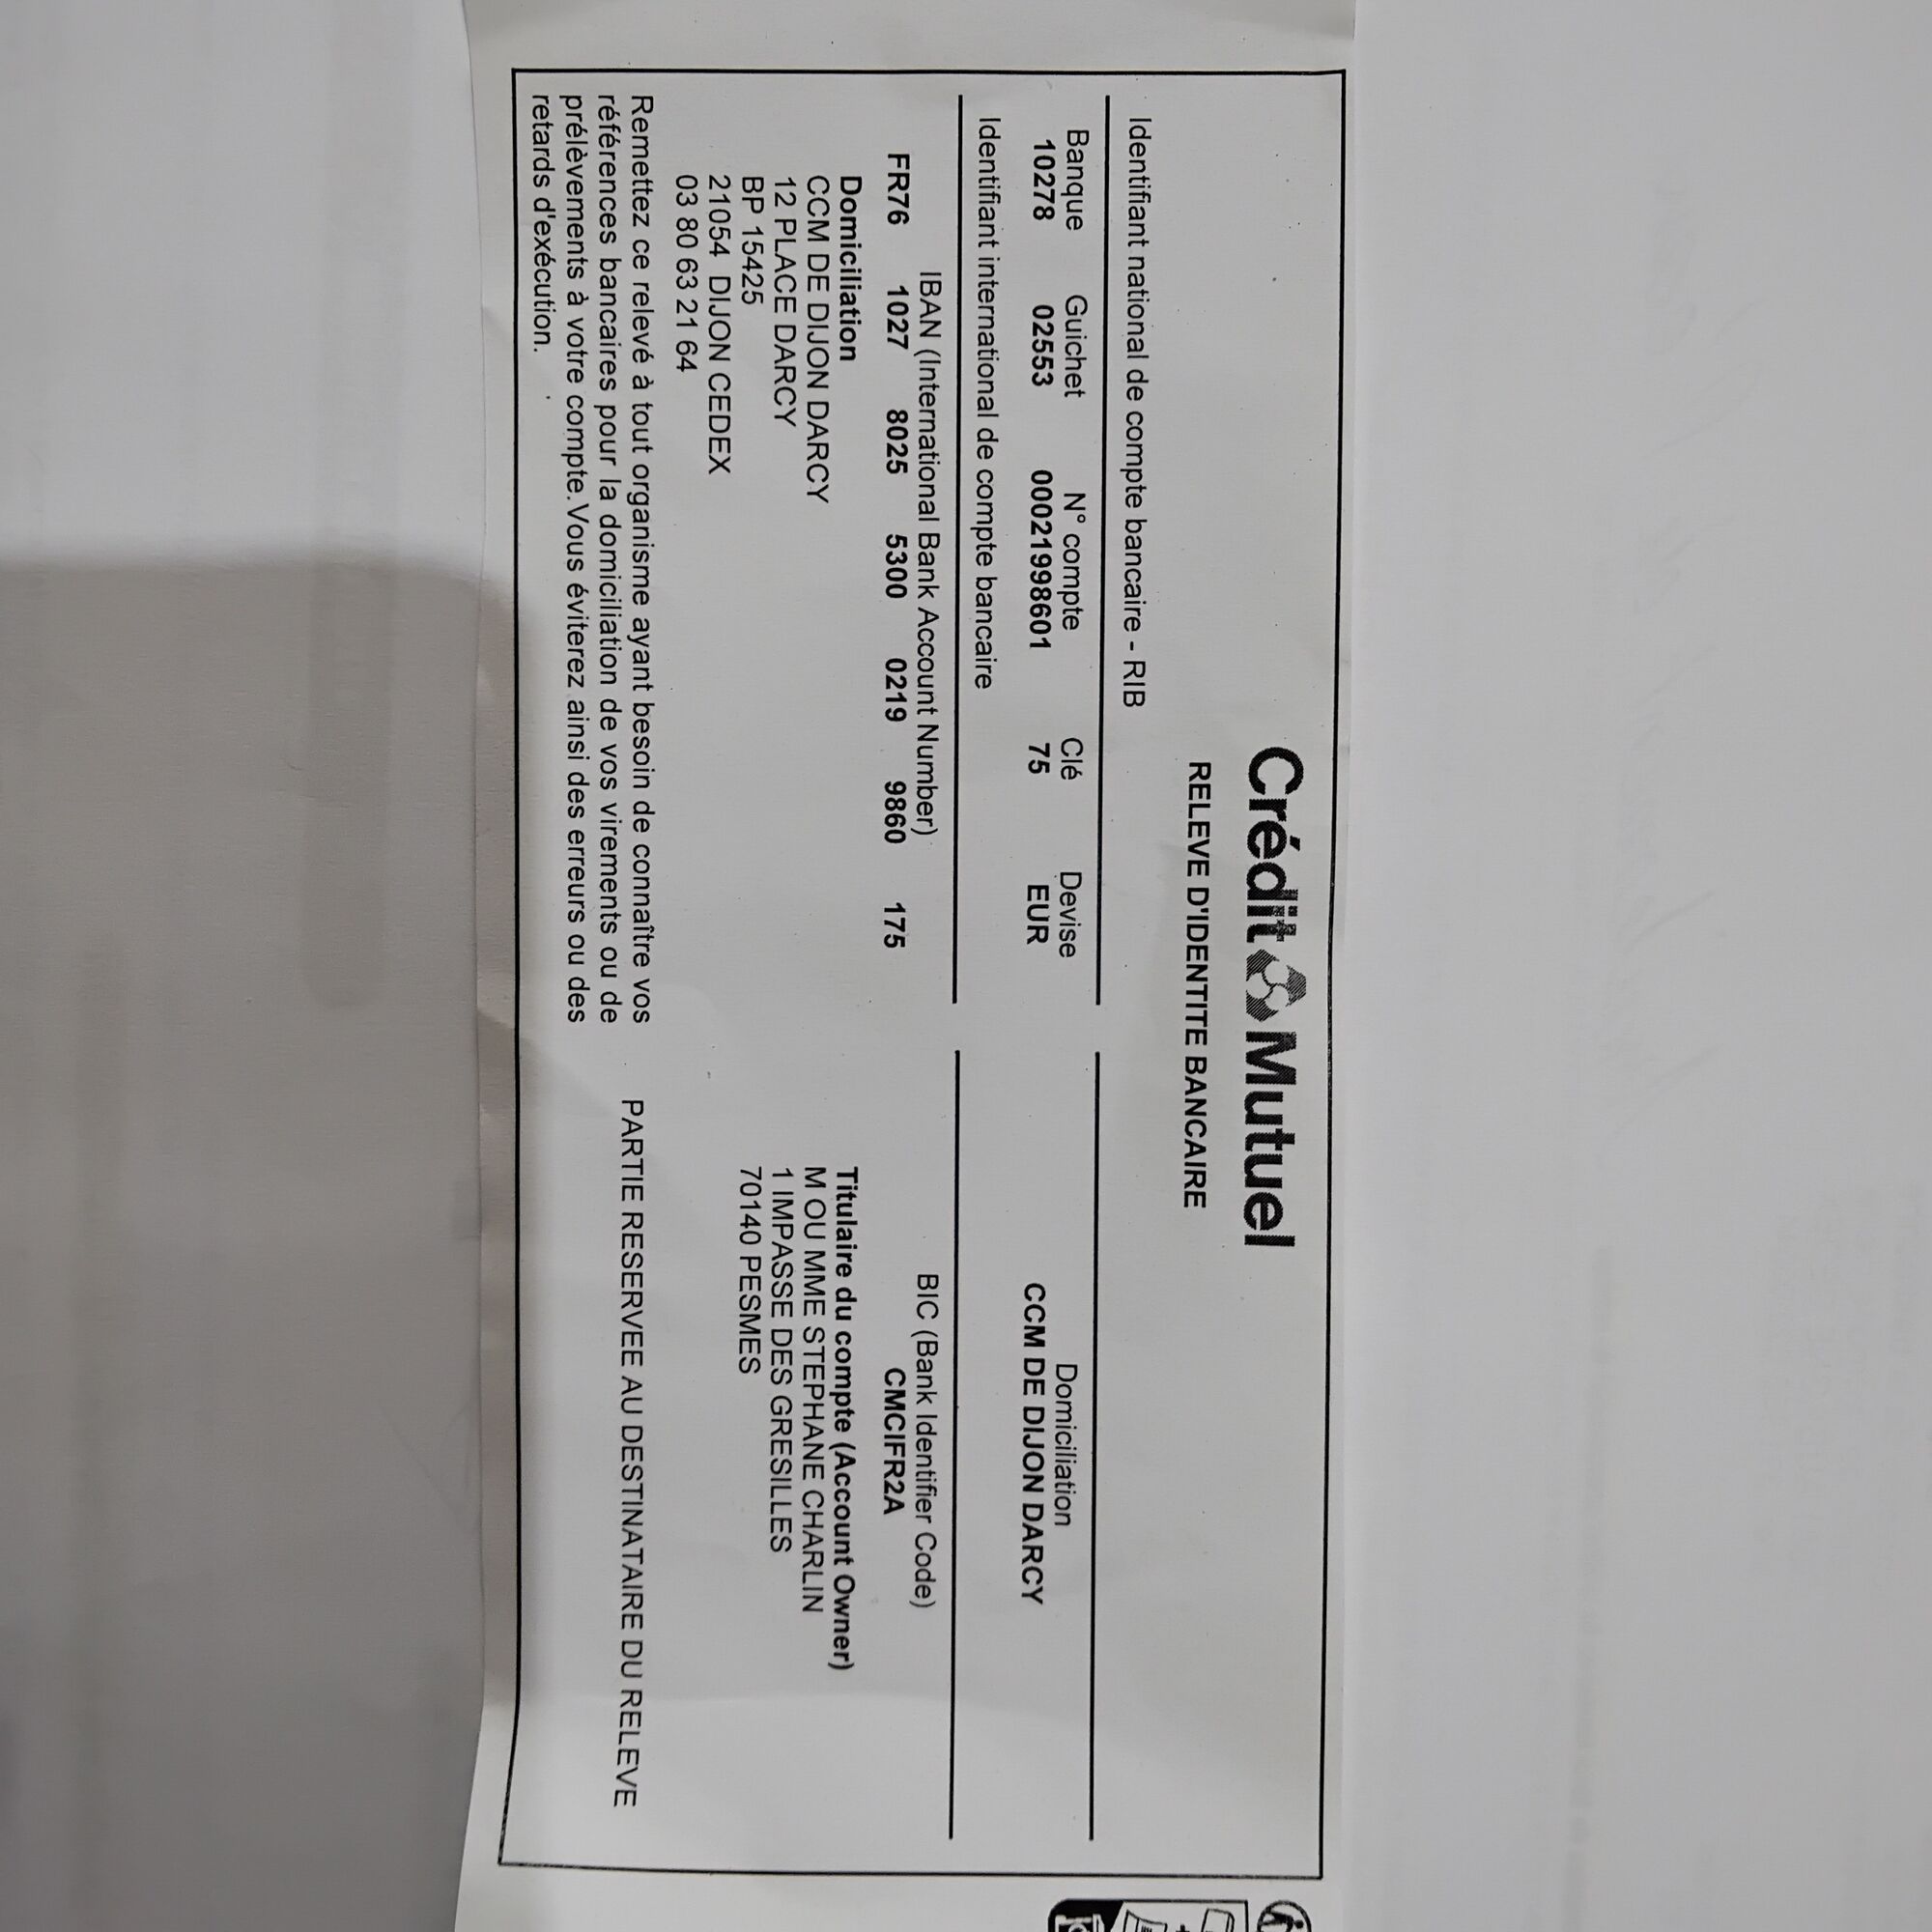 Crédit Mutuel
RELEVE D'IDENTITE BANCAIRE
Identifiant national de compte bancaire - RIB
Banque Guichet N° compte Clé Devise Domiciliation
10278 02553 00021998601 75 EUR CCM DE DIJON DARCY
Identifiant international de compte bancaire
IBAN (International Bank Account Number) BIC (Bank Identifier Code)
FR76 1027 8025 5300 0219 9860 175 CMCIFR2A
Domiciliation
CCM DE DIJON DARCY
12 PLACE DARCY
BP 15425
21054 DIJON CEDEX
03 80 63 21 64
Titulaire du compte (Account Owner)
M OU MME STEPHANE CHARLIN
1 IMPASSE DES GRESILLES
70140 PESMES
Remettez ce relevé à tout organisme ayant besoin de connaître vos
références bancaires pour la domiciliation de vos virements ou de
prélèvements à votre compte. Vous éviterez ainsi des erreurs ou des
retards d'exécution.
PARTIE RESERVEE AU DESTINATAIRE DU RELEVE